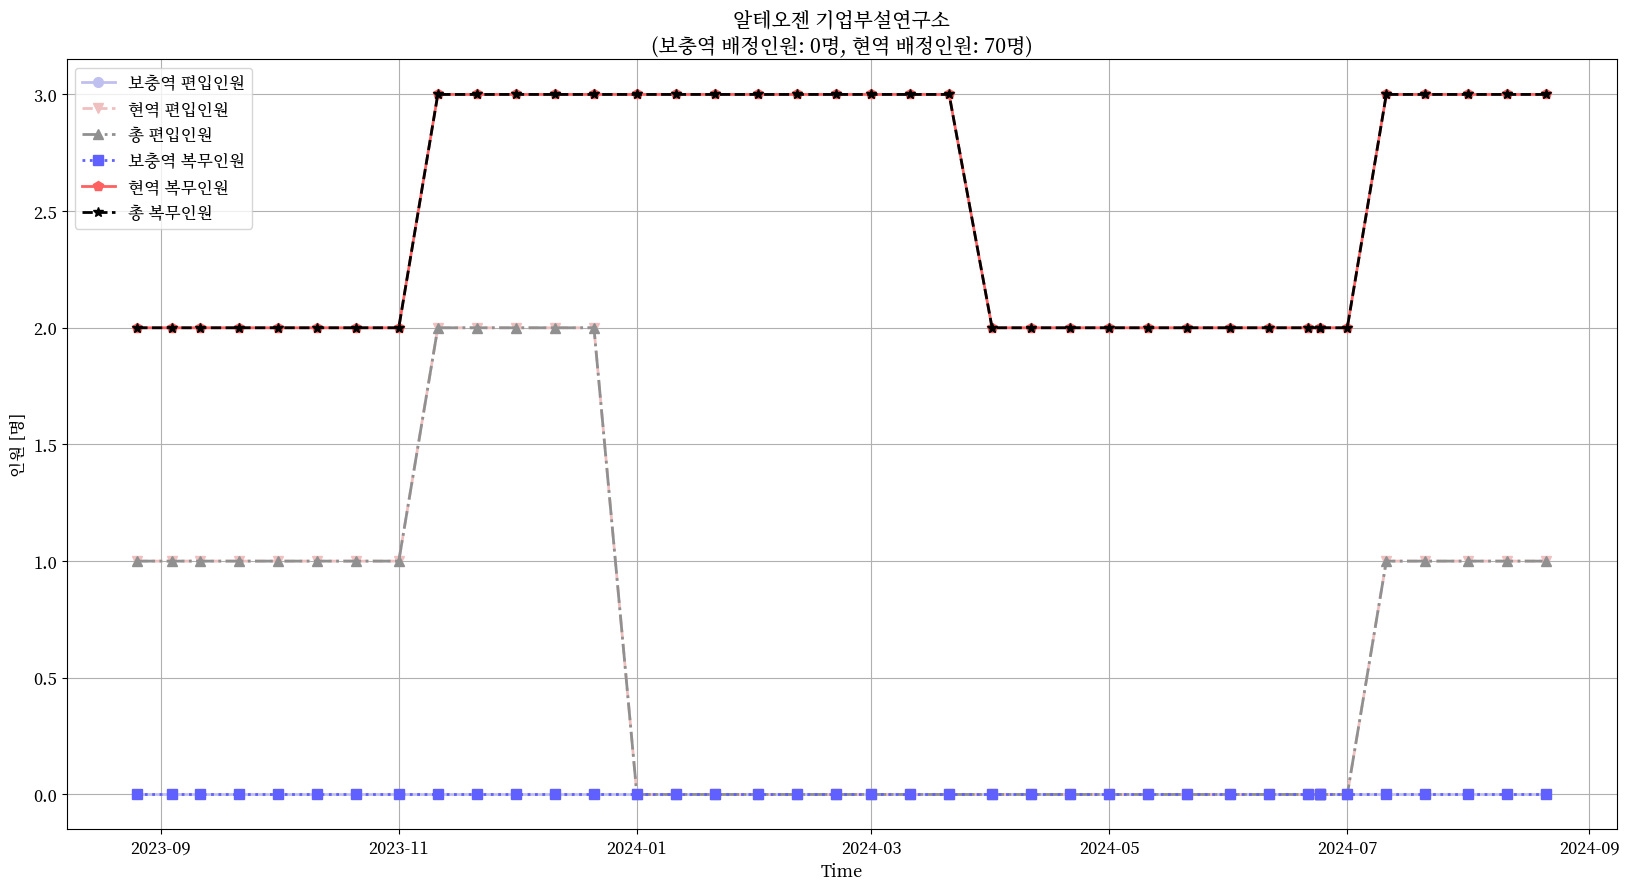 알테오젠 기업부설연구소
(보충역 배정인원: 0명, 현역 배정인원: 70명)
보충역 편입인원
현역 편입인원
총 편입인원
보충역 복무인원
현역 복무인원
총 복무인원
3.0
2.5
2.0
1.5
1.0
0.5
0.0
인원 [명]
2023-09
2023-11
2024-01
2024-03
2024-05
2024-07
2024-09
Time